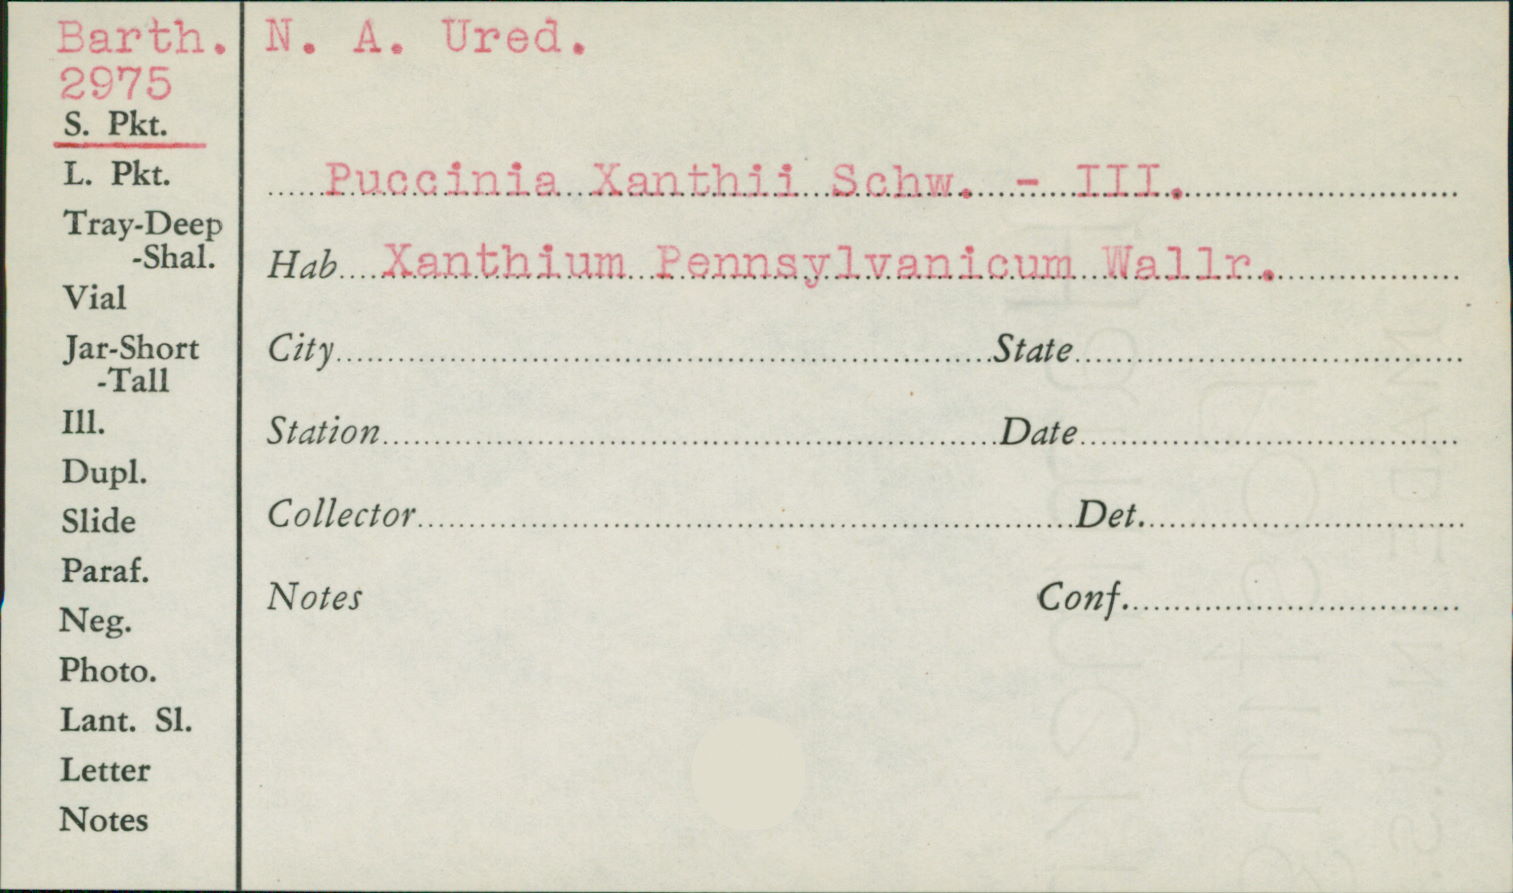 Barth. N. A. Ured.
2975
S. Pkt.
L. Pkt.
Tray-Deep
-Shal.
Vial
Jar-Short
-Tall
Ill.
Dupl.
Slide
Paraf.
Neg.
Photo.
Lant. Sl.
Letter
Notes
Puccinia Xanthii Schw. - III.
Hab Xanthium Pennsylvanicum Wallr.
City State
Station Date
Collector Det.
Notes Conf.